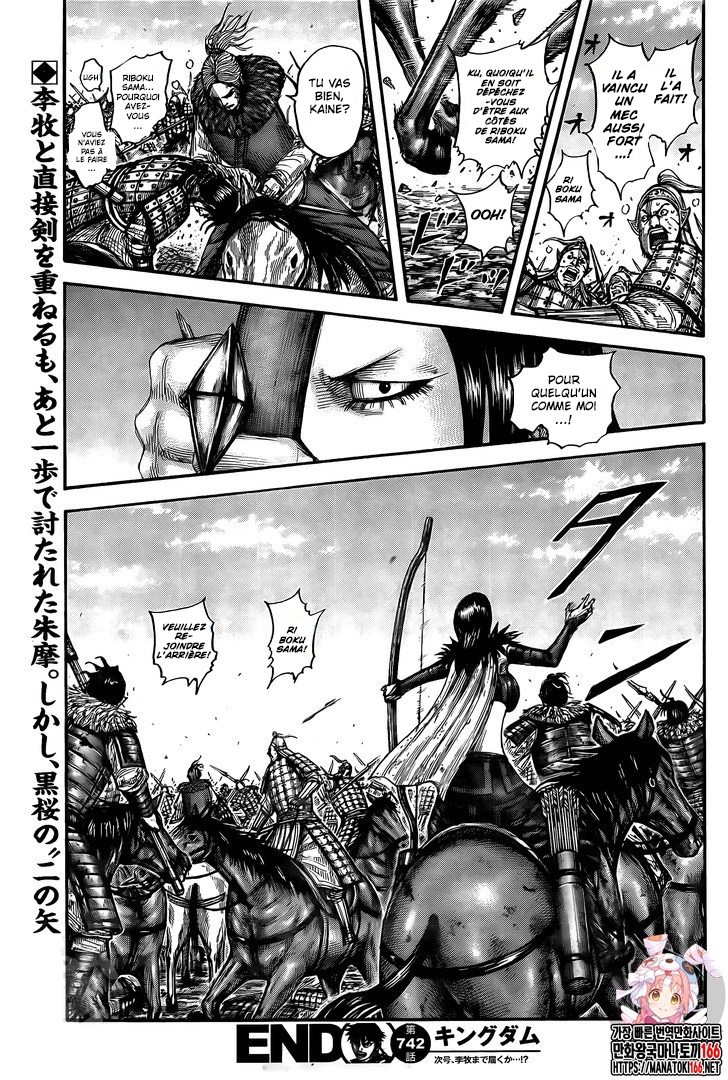 IL L'A
FAIT!
IL A
VAINCU
UN
MEC
AUSSI
FORT
...!
RI
BOKU
SAMA
KU, QUOIQU'IL
EN SOIT
DÉPÊCHEZ
-VOUS
D'ÊTRE AUX
CÔTÉS
DE RIBOKU
SAMA!
OOH!
ドドッ
TU VAS
BIEN,
KAINE?
RIBOKU
SAMA...
POURQUOI
AVEZ-
VOUS
...
UGH
VOUS
N'AVIEZ
PAS À
LE FAIRE
...
POUR
QUELQU'UN
COMME MOI
...!
タン
RI
BOKU
SAMA!
VEUILLEZ
RE-
JOINDRE
L'ARRIÈRE!
◆李牧と直接剣を重ねるも、あと一歩で討たれた朱摩。しかし、黒桜の〝二の矢
END
第742話
キングダム
次号、李牧まで届くか…!?
가장 빠른 번역만화사이트
만화왕국마나토끼166
HTTPS://MANATOKI166.NET